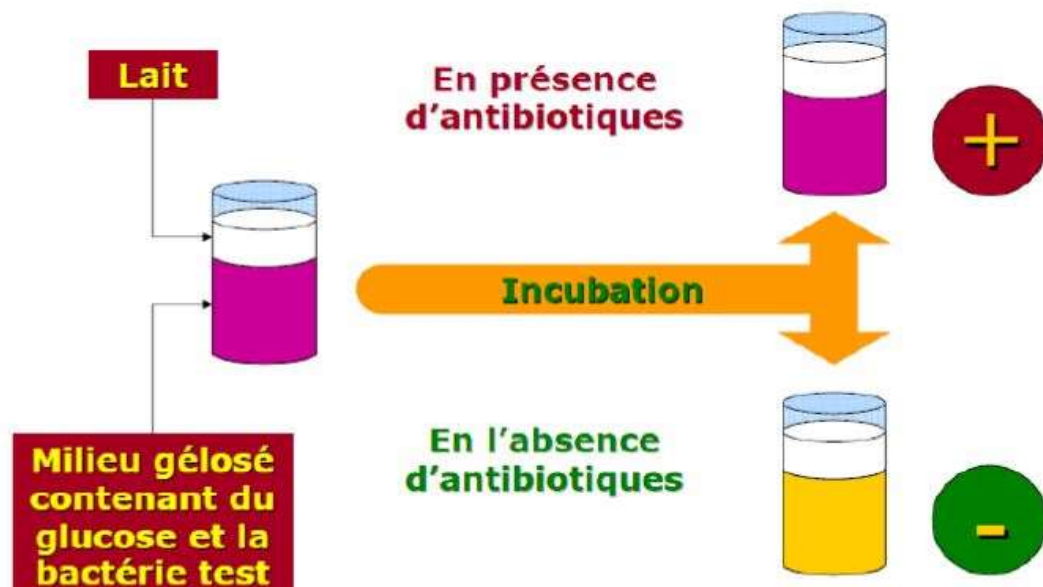 Lait
En présence
d'antibiotiques
+
Incubation
Milieu gélosé
contenant du
glucose et la
bactérie test
En l'absence
d'antibiotiques
-